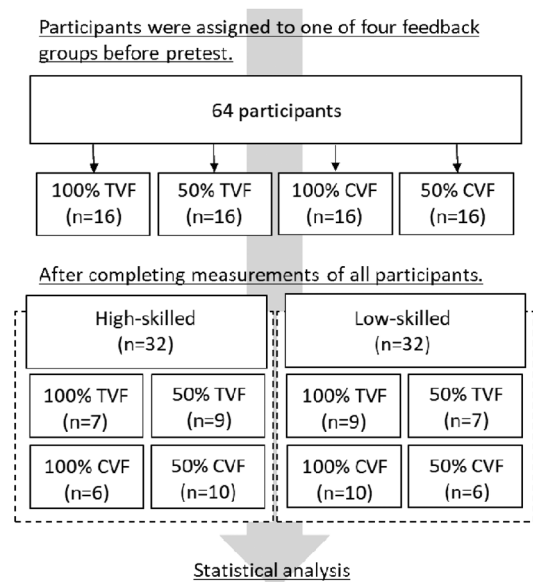 Participants were assigned to one of four feedback
groups before pretest.
64 participants
100% TVF
(n=16)
50% TVF
(n=16)
100% CVF
(n=16)
50% CVF
(n=16)
After completing measurements of all participants.
High-skilled
(n=32)
Low-skilled
(n=32)
100% TVF
(n=7)
50% TVF
(n=9)
100% TVF
(n=9)
50% TVF
(n=7)
100% CVF
(n=6)
50% CVF
(n=10)
100% CVF
(n=10)
50% CVF
(n=6)
Statistical analysis